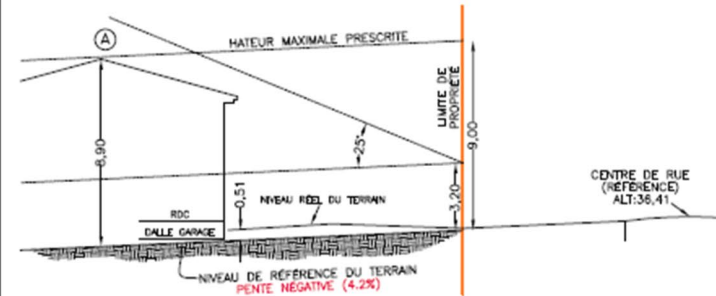 A
HATEUR MAXIMALE PRESCRITE
LIMITE DE
PROPRIÉTÉ
9,00
8,90
25°
3,20
0,51
CENTRE DE RUE
(RÉFÉRENCE)
ALT:36,41
NIVEAU RÉEL DU TERRAIN
RDC
DALLE GARAGE
NIVEAU DE RÉFÉRENCE DU TERRAIN
PENTE NÉGATIVE (4.2%)